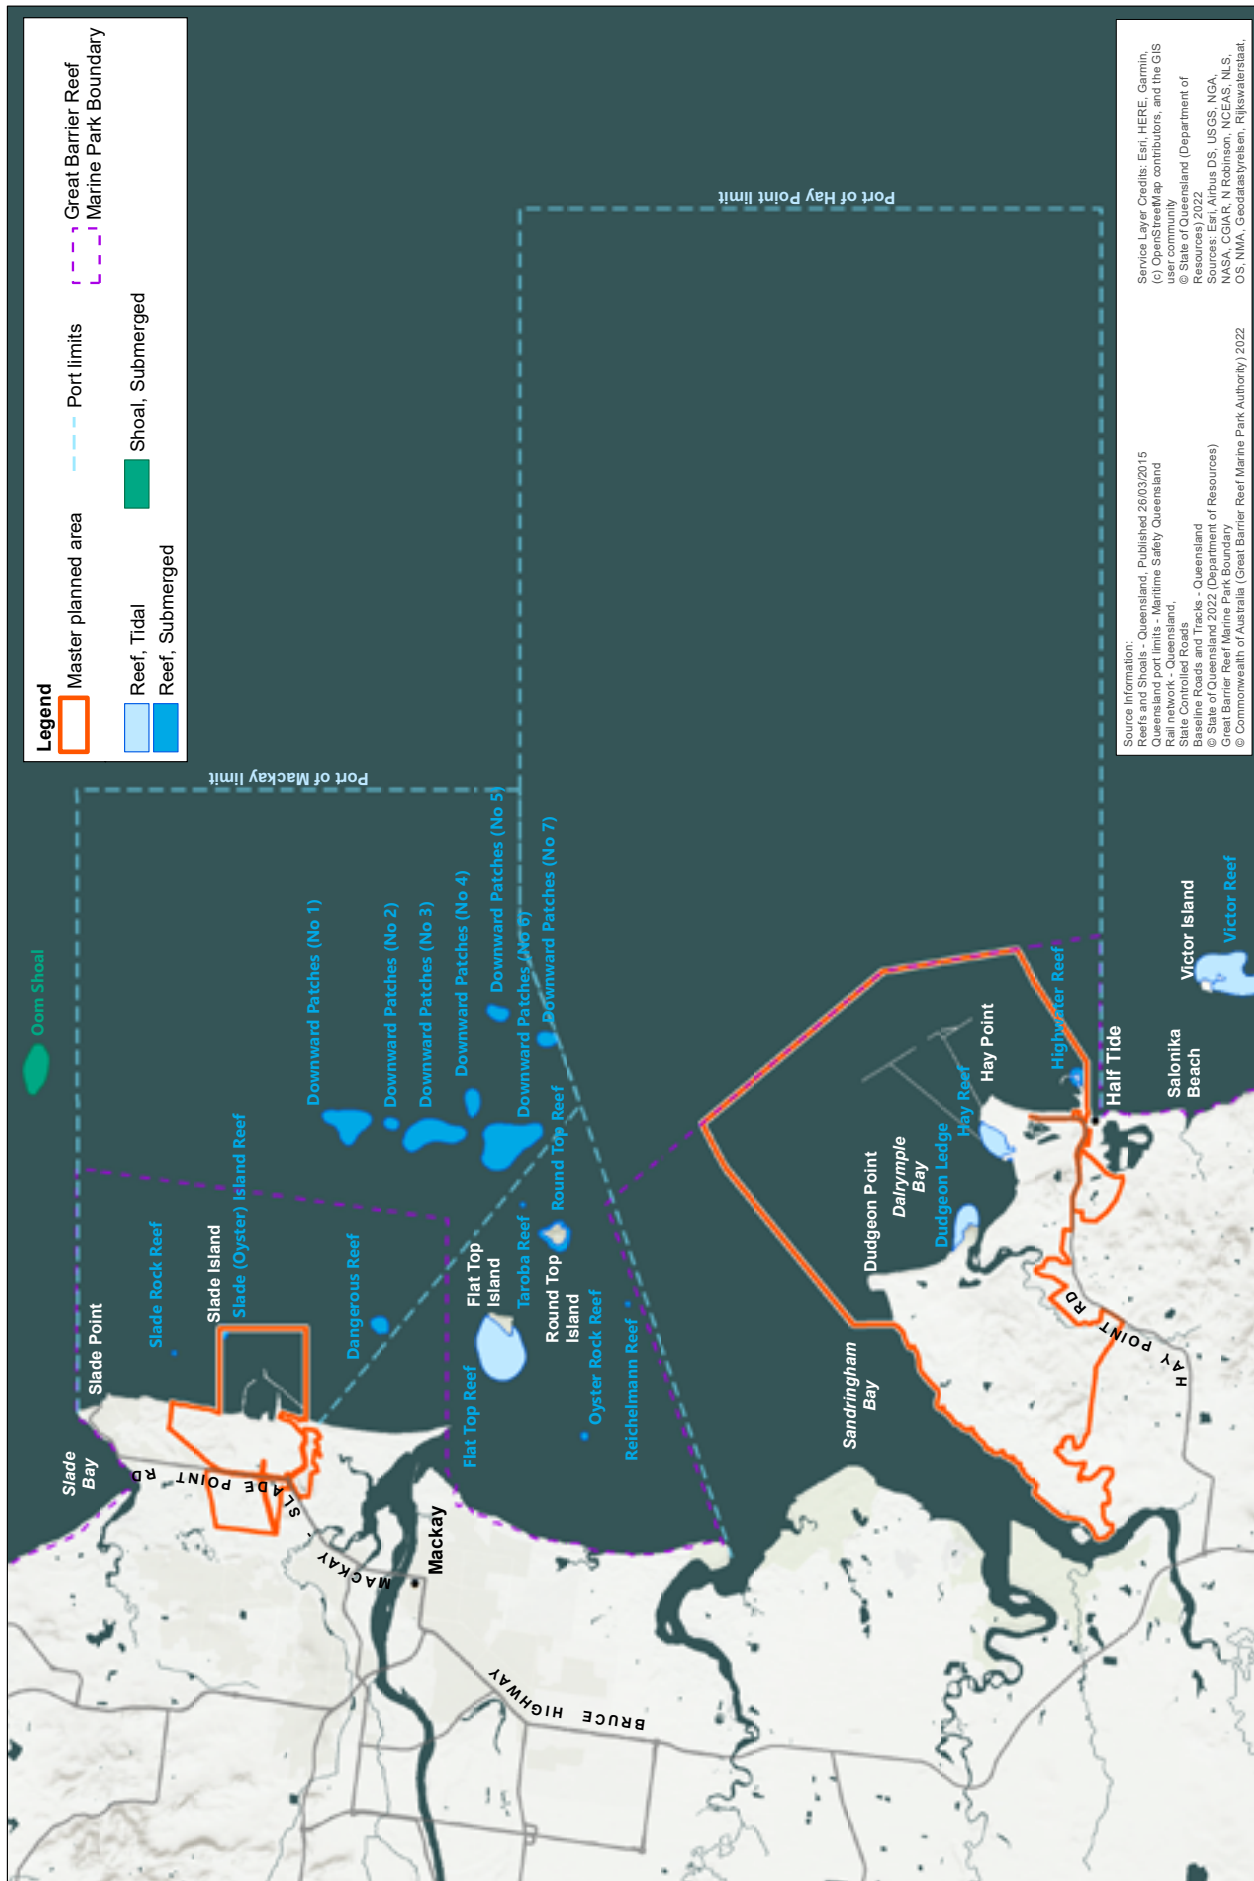 Legend
Master planned area
Port limits
Great Barrier Reef
Marine Park Boundary
Reef, Tidal
Reef, Submerged
Shoal, Submerged
Oom Shoal
Slade
Bay
Slade Point
Slade Rock Reef
Slade Island
Slade (Oyster) Island Reef
Dangerous Reef
SLADE POINT RD
MACKAY -
Mackay
BRUCE HIGHWAY
Port of Mackay limit
Downward Patches (No 1)
Downward Patches (No 2)
Downward Patches (No 3)
Downward Patches (No 4)
Downward Patches (No 5)
Downward Patches (No 6)
Downward Patches (No 7)
Flat Top Reef
Flat Top
Island
Taroba Reef
Round Top Reef
Round Top
Island
Oyster Rock Reef
Reichelmann Reef
Port of Hay Point limit
Sandringham
Bay
Dudgeon Point
Dalrymple
Bay
Dudgeon Ledge
Hay Reef
Hay Point
Highwater Reef
Half Tide
HAY POINT RD
Salonika
Beach
Victor Island
Victor Reef
Source Information:
Reefs and Shoals - Queensland, Published 26/03/2015
Queensland port limits - Maritime Safety Queensland
Rail network - Queensland,
State Controlled Roads
Baseline Roads and Tracks - Queensland
© State of Queensland 2022 (Department of Resources)
Great Barrier Reef Marine Park Boundary
© Commonwealth of Australia (Great Barrier Reef Marine Park Authority) 2022
Service Layer Credits: Esri, HERE, Garmin,
(c) OpenStreetMap contributors, and the GIS
user community
© State of Queensland (Department of
Resources) 2022
Sources: Esri, Airbus DS, USGS, NGA,
NASA, CGIAR, N Robinson, NCEAS, NLS,
OS, NMA, Geodatastyrelsen, Rijkswaterstaat,